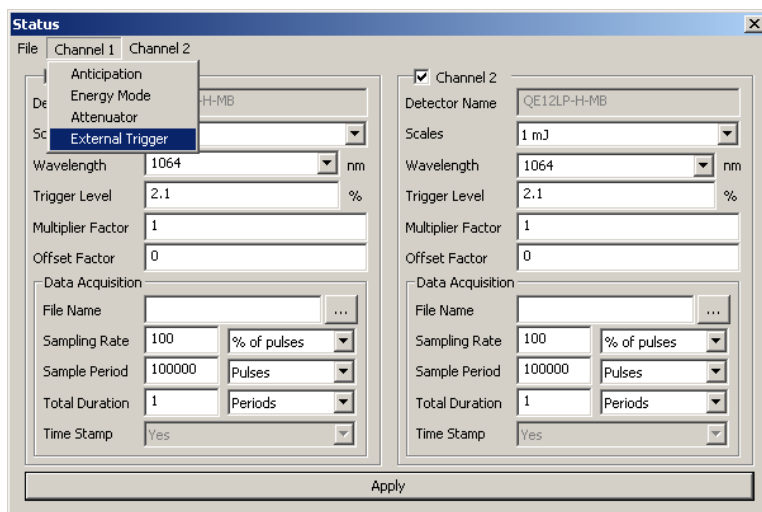 Status
File Channel 1 Channel 2
Anticipation
Energy Mode
Attenuator
External Trigger
De -H-MB
Sc
Wavelength 1064 nm
Trigger Level 2.1 %
Multiplier Factor 1
Offset Factor 0
Data Acquisition
File Name ...
Sampling Rate 100 % of pulses
Sample Period 100000 Pulses
Total Duration 1 Periods
Time Stamp Yes
Channel 2
Detector Name QE12LP-H-MB
Scales 1 mJ
Wavelength 1064 nm
Trigger Level 2.1 %
Multiplier Factor 1
Offset Factor 0
Data Acquisition
File Name ...
Sampling Rate 100 % of pulses
Sample Period 100000 Pulses
Total Duration 1 Periods
Time Stamp Yes
Apply